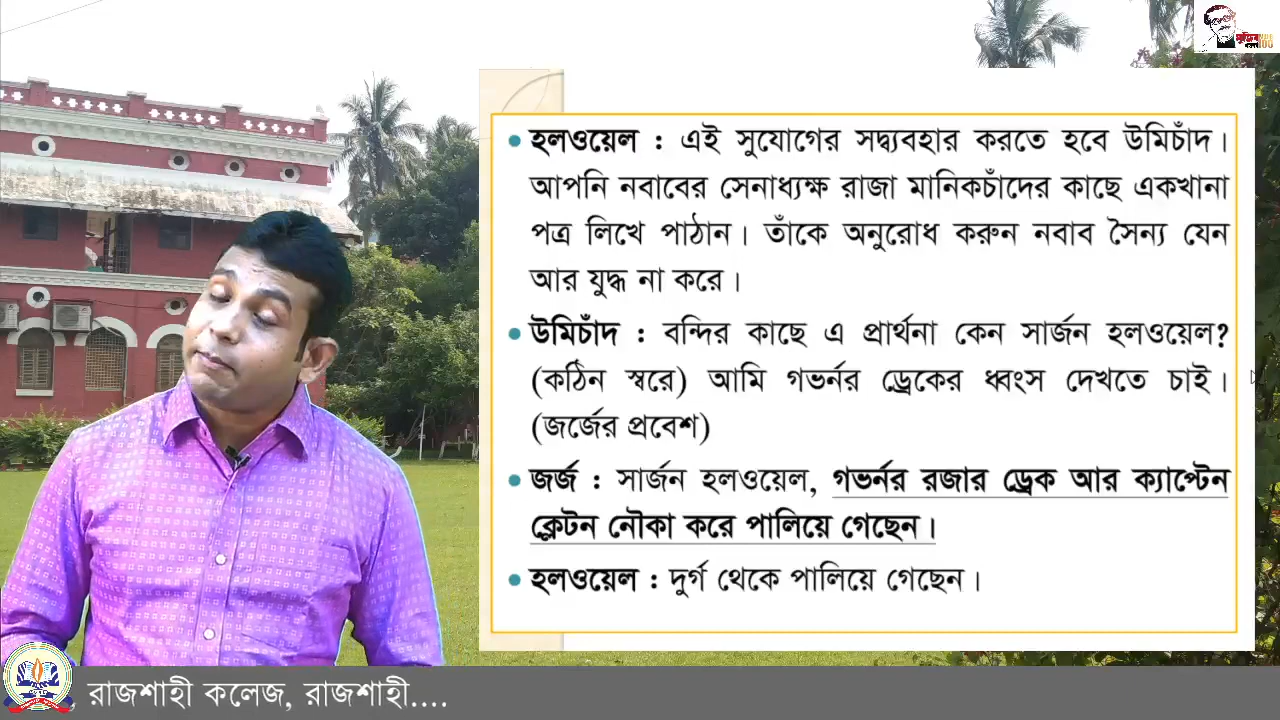 হলওয়েল : এই সুযোগের সদ্ব্যবহার করতে হবে উমিচাঁদ।
আপনি নবাবের সেনাধ্যক্ষ রাজা মানিকচাঁদের কাছে একখানা
পত্র লিখে পাঠান। তাঁকে অনুরোধ করুন নবাব সৈন্য যেন
আর যুদ্ধ না করে।
উমিচাঁদ : বন্দির কাছে এ প্রার্থনা কেন সার্জন হলওয়েল?
(কঠিন স্বরে) আমি গভর্নর ড্রেকের ধ্বংস দেখতে চাই।
(জর্জের প্রবেশ)
জর্জ : সার্জন হলওয়েল, গভর্নর রজার ড্রেক আর ক্যাপ্টেন
ক্লেটন নৌকা করে পালিয়ে গেছেন।
হলওয়েল : দুর্গ থেকে পালিয়ে গেছেন।
রাজশাহী কলেজ, রাজশাহী....